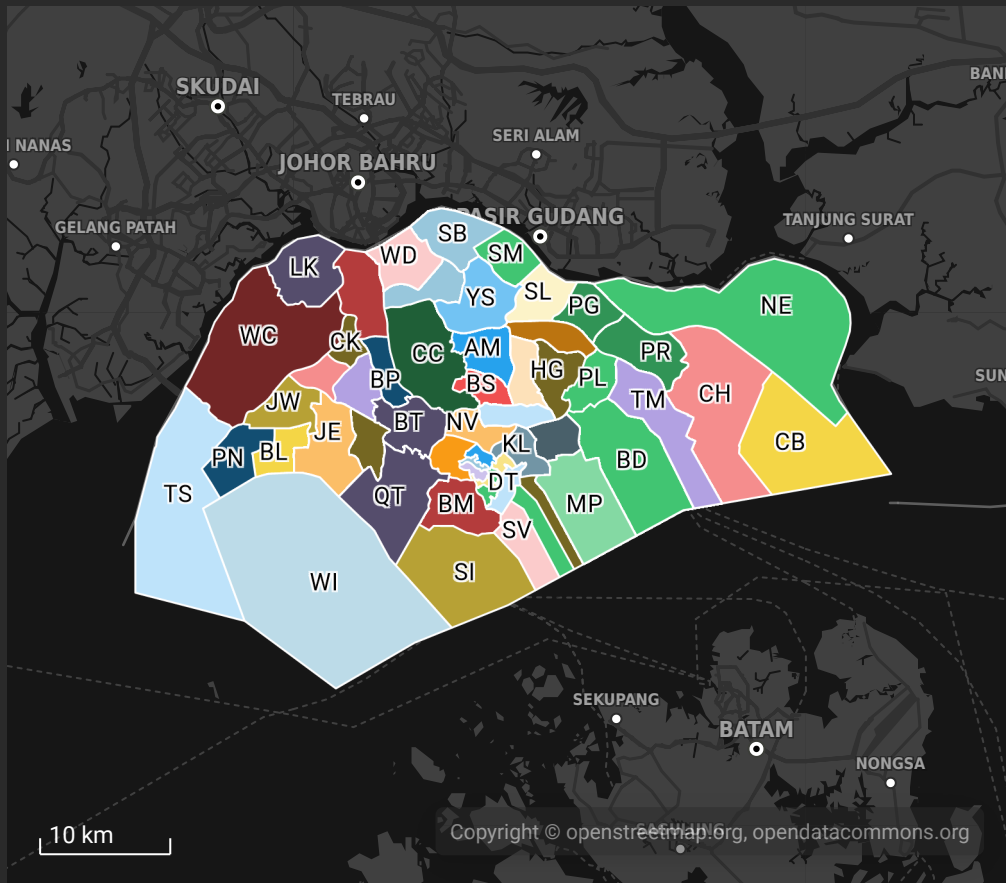 BAN
SKUDAI
TEBRAU
SERI ALAM
I NANAS
JOHOR BAHRU
PASIR GUDANG
GELANG PATAH
TANJUNG SURAT
SB
WD
SM
LK
SL
YS
PG
NE
WC
CK
CC
AM
PR
HG
BP
BS
PL
SUN
CH
TM
JW
BT
NV
JE
KL
CB
PN
BL
BD
DT
TS
QT
BM
MP
SV
SI
WI
SEKUPANG
BATAM
NONGSA
10 km
Copyright © openstreetmap.org, opendatacommons.org